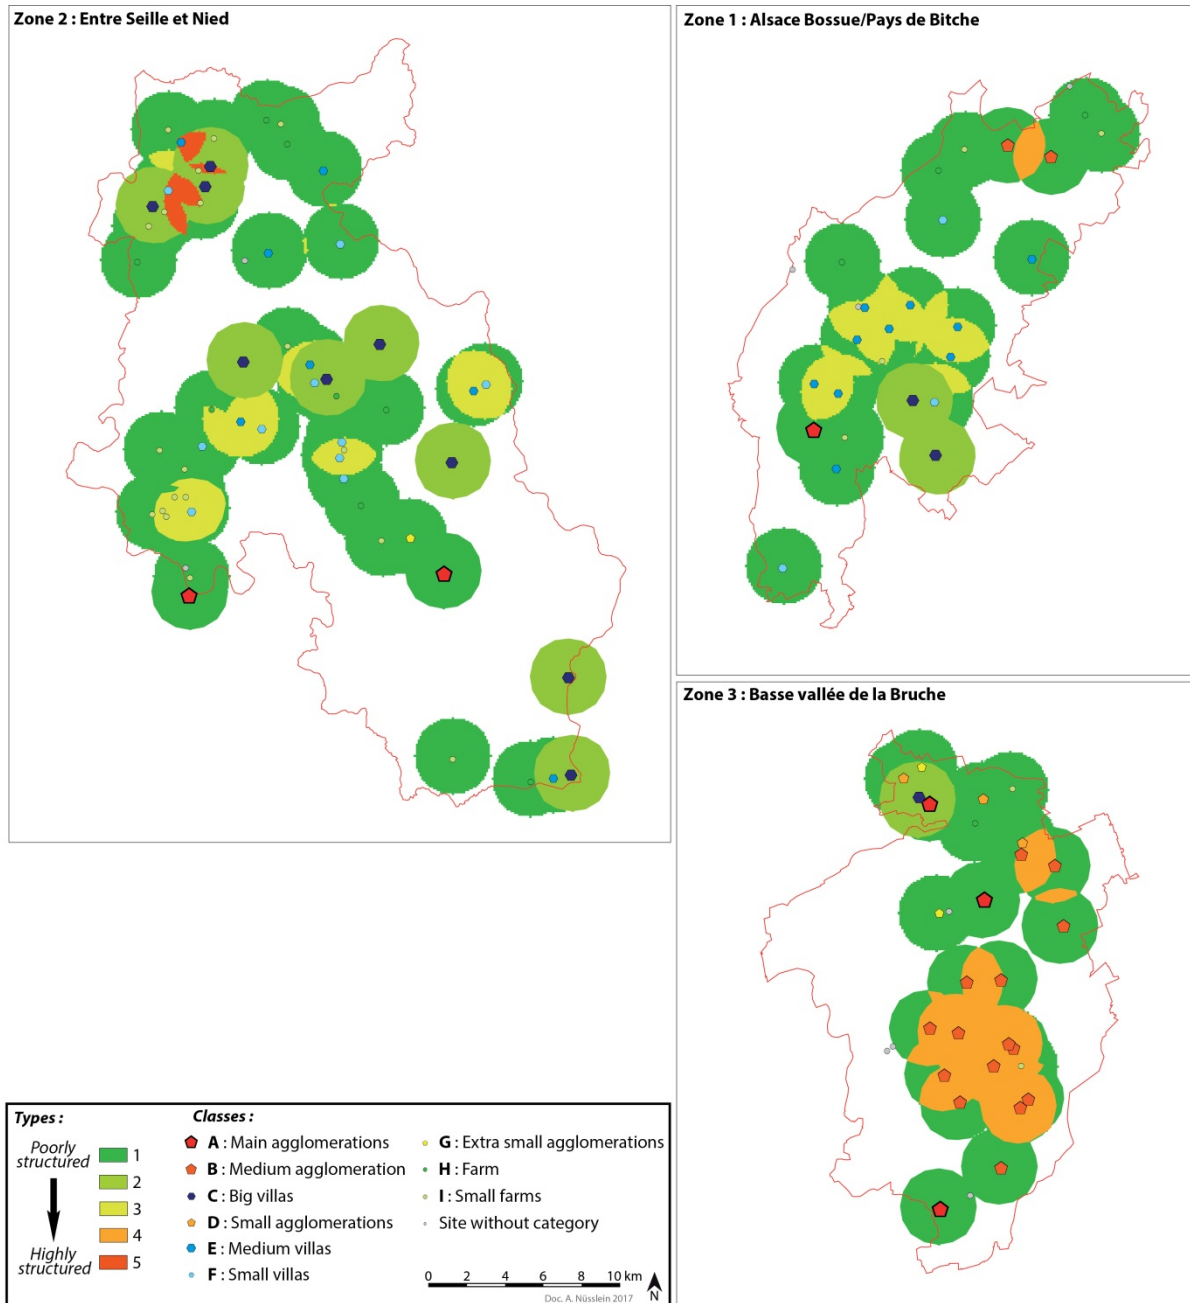 Zone 2 : Entre Seille et Nied
Zone 1 : Alsace Bossue/Pays de Bitche
Zone 3 : Basse vallée de la Bruche
Types :
Poorly
structured
Highly
structured
1
2
3
4
5
Classes :
A : Main agglomerations
B : Medium agglomeration
C : Big villas
D : Small agglomerations
E : Medium villas
F : Small villas
G : Extra small agglomerations
H : Farm
I : Small farms
Site without category
0 2 4 6 8 10 km
N
Doc. A. Nüsslein 2017